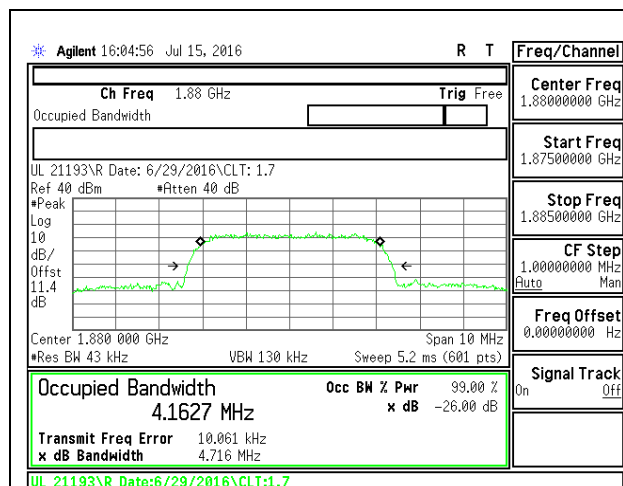 Agilent 16:04:56 Jul 15, 2016 R T
Freq/Channel
Ch Freq 1.88 GHz Trig Free
Occupied Bandwidth
Center Freq
1.88000000 GHz
Start Freq
1.87500000 GHz
Stop Freq
1.88500000 GHz
CF Step
1.00000000 MHz
Auto Man
Freq Offset
0.00000000 Hz
Signal Track
On Off
UL 21193\R Date: 6/29/2016\CLT: 1.7
Ref 40 dBm #Atten 40 dB
#Peak
Log
10
dB/
Offst
11.4
dB
Center 1.880 000 GHz Span 10 MHz
#Res BW 43 kHz VBW 130 kHz Sweep 5.2 ms (601 pts)
Occupied Bandwidth Occ BW % Pwr 99.00 %
4.1627 MHz x dB -26.00 dB
Transmit Freq Error 10.061 kHz
x dB Bandwidth 4.716 MHz
UL 21193\R Date:6/29/2016\CLT:1.7